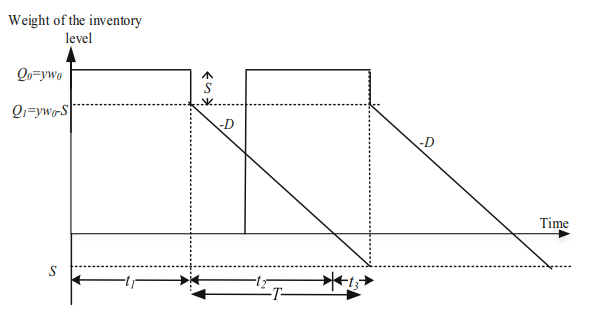 Weight of the inventory
level
Q₀=yw₀
S
Q₁=yw₀-S
-D
-D
Time
S
t₁
t₂
t₃
T